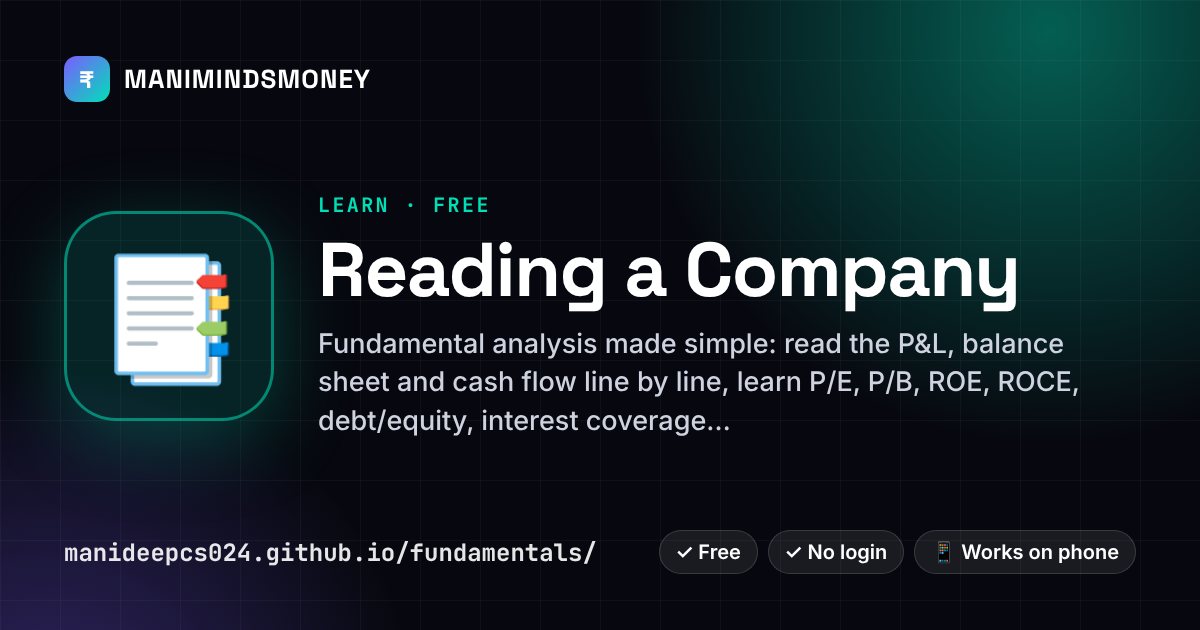 ₹ MANIMINDSMONEY
LEARN · FREE
Reading a Company
Fundamental analysis made simple: read the P&L, balance
sheet and cash flow line by line, learn P/E, P/B, ROE, ROCE,
debt/equity, interest coverage…
manideepcs024.github.io/fundamentals/
✓ Free ✓ No login 📱 Works on phone